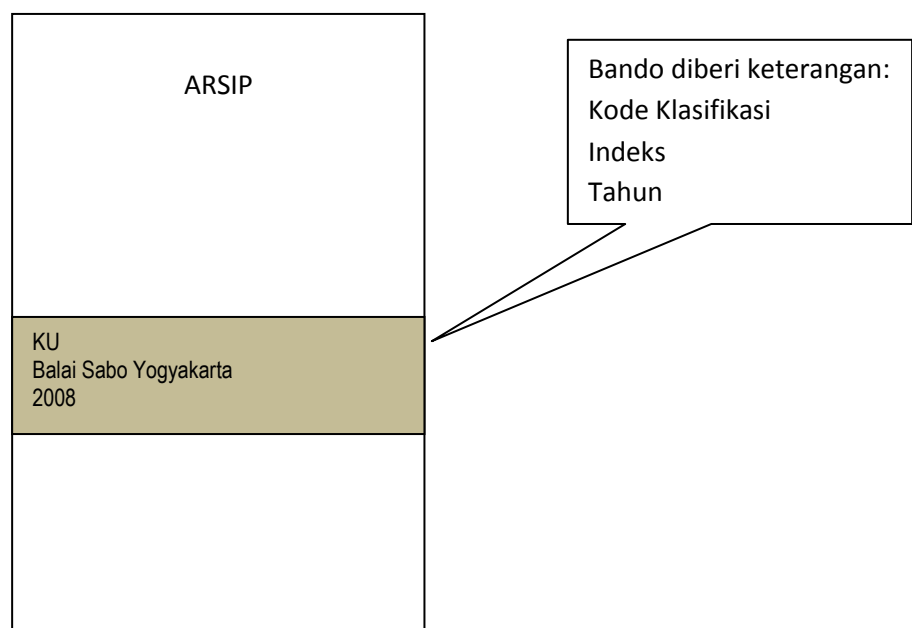 ARSIP
Bando diberi keterangan:
Kode Klasifikasi
Indeks
Tahun
KU
Balai Sabo Yogyakarta
2008